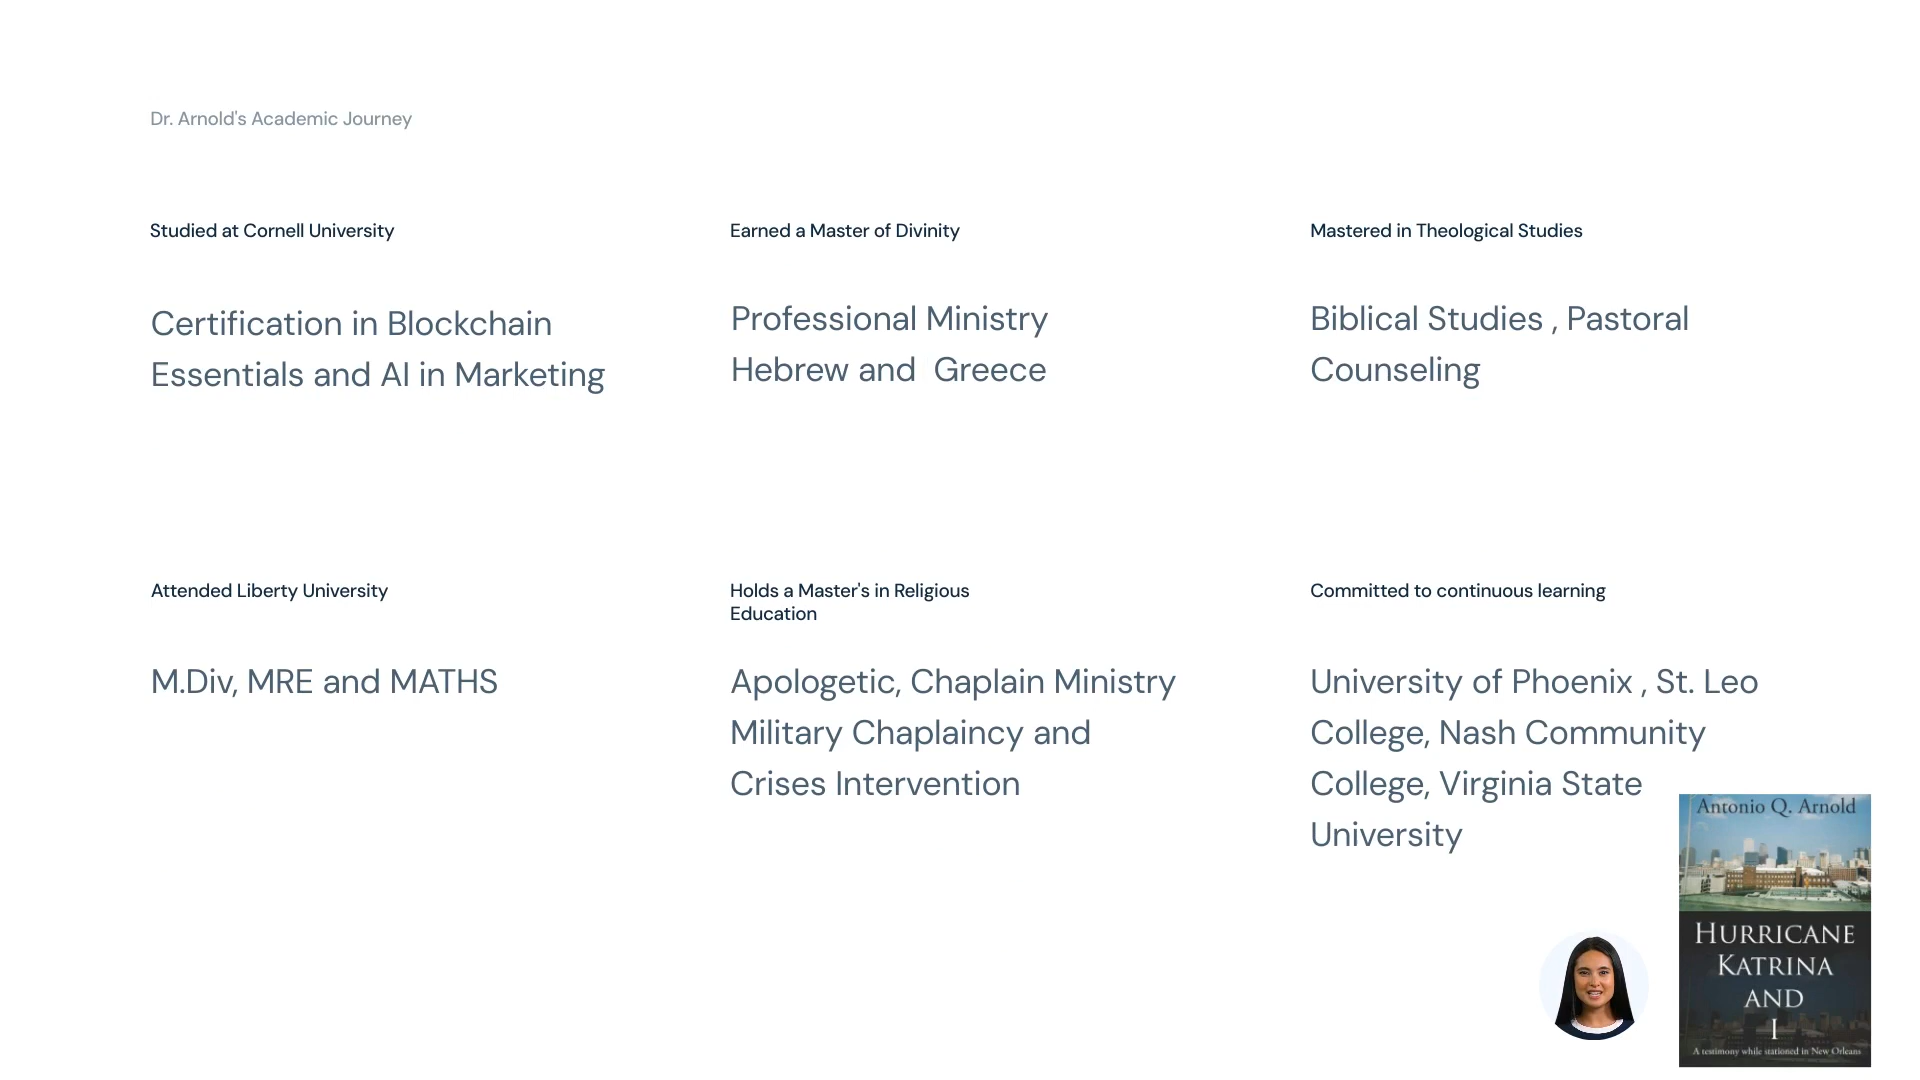 Dr. Arnold's Academic Journey
Studied at Cornell University
Certification in Blockchain
Essentials and AI in Marketing
Earned a Master of Divinity
Professional Ministry
Hebrew and  Greece
Mastered in Theological Studies
Biblical Studies , Pastoral
Counseling
Attended Liberty University
M.Div, MRE and MATHS
Holds a Master's in Religious
Education
Apologetic, Chaplain Ministry
Military Chaplaincy and
Crises Intervention
Committed to continuous learning
University of Phoenix , St. Leo
College, Nash Community
College, Virginia State
University
Antonio Q. Arnold
HURRICANE
KATRINA
AND
I
A testimony while stationed in New Orleans